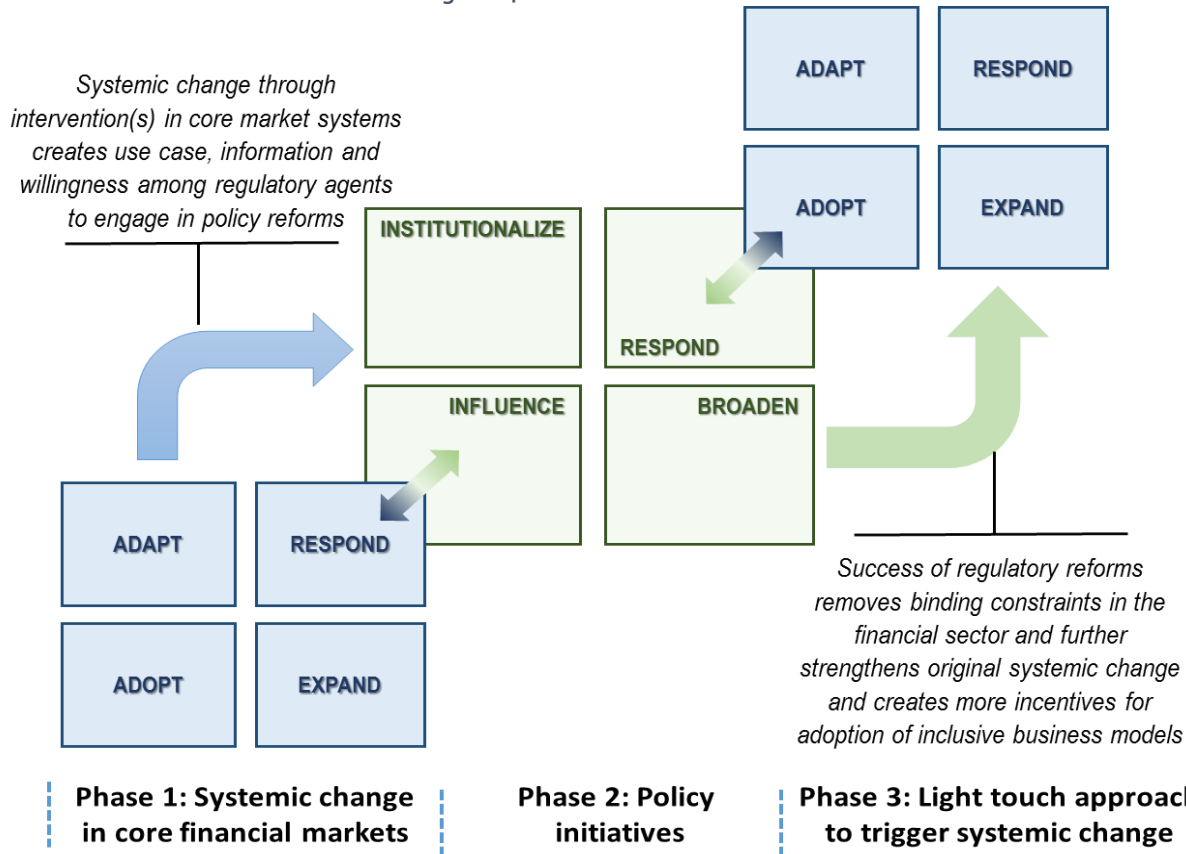 Systemic change through
intervention(s) in core market systems
creates use case, information and
willingness among regulatory agents
to engage in policy reforms
ADAPT
RESPOND
ADOPT
EXPAND
INSTITUTIONALIZE
RESPOND
INFLUENCE
BROADEN
ADAPT
RESPOND
ADOPT
EXPAND
Success of regulatory reforms
removes binding constraints in the
financial sector and further
strengthens original systemic change
and creates more incentives for
adoption of inclusive business models
Phase 1: Systemic change
in core financial markets
Phase 2: Policy
initiatives
Phase 3: Light touch approach
to trigger systemic change